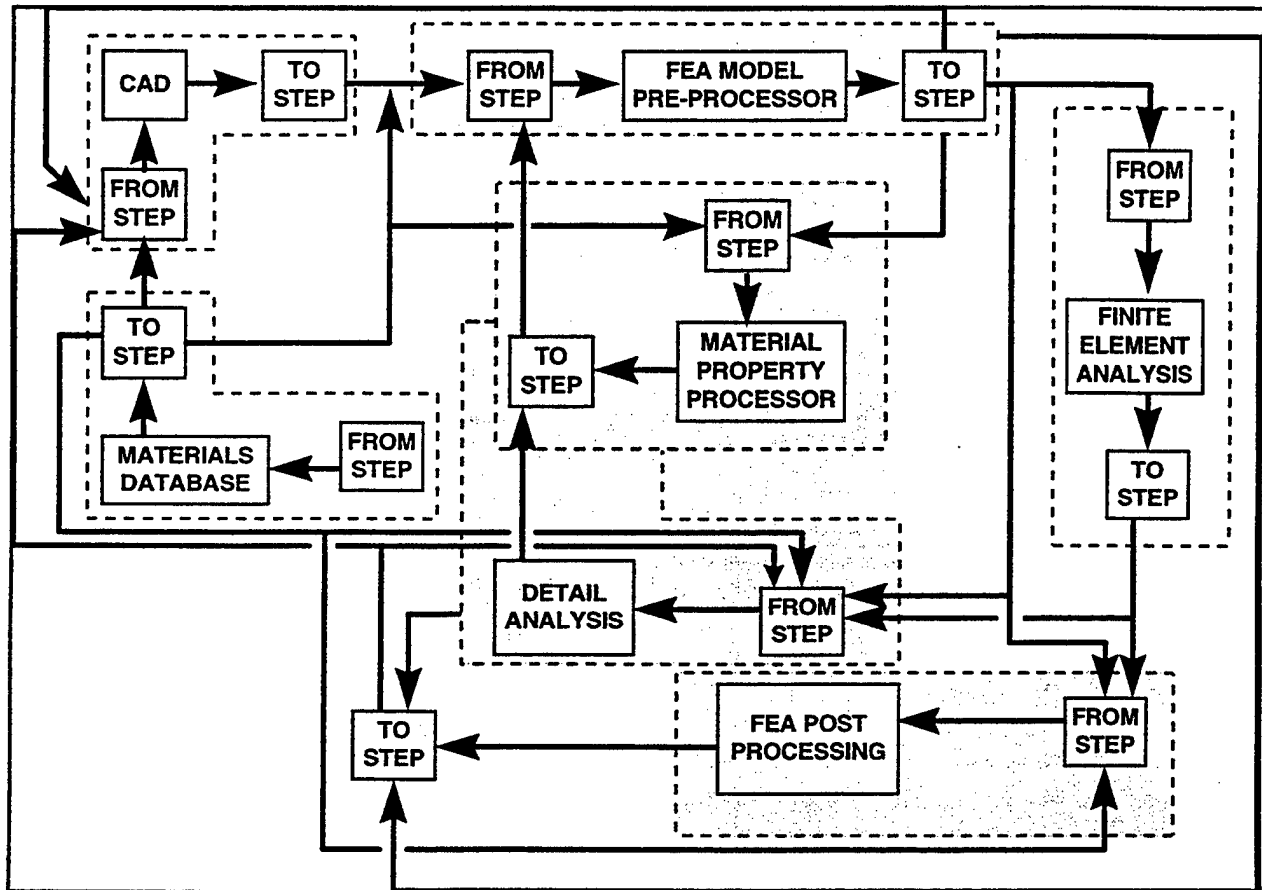 CAD
TO
STEP
FROM
STEP
FEA MODEL
PRE-PROCESSOR
TO
STEP
FROM
STEP
FROM
STEP
FROM
STEP
TO
STEP
TO
STEP
MATERIAL
PROPERTY
PROCESSOR
FINITE
ELEMENT
ANALYSIS
MATERIALS
DATABASE
FROM
STEP
TO
STEP
DETAIL
ANALYSIS
FROM
STEP
TO
STEP
FEA POST
PROCESSING
FROM
STEP